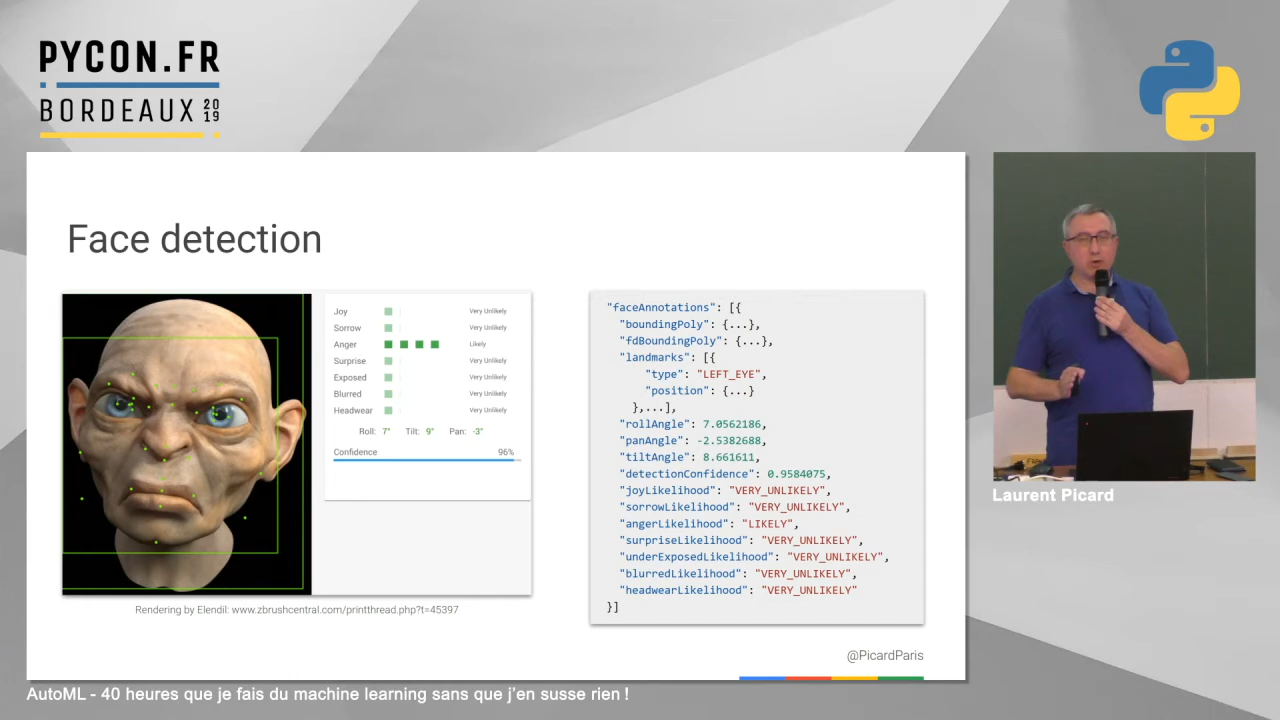 PYCON.FR
BORDEAUX 2019
Face detection
Joy Very Unlikely
Sorrow Very Unlikely
Anger Likely
Surprise Very Unlikely
Exposed Very Unlikely
Blurred Very Unlikely
Headwear Very Unlikely
Roll: 7° Tilt: 9° Pan: -3°
Confidence 96%
Rendering by Elendil: www.zbrushcentral.com/printthread.php?t=45397
"faceAnnotations": [{
"boundingPoly": {...},
"fdBoundingPoly": {...},
"landmarks": [{
"type": "LEFT_EYE",
"position": {...}
},...],
"rollAngle": 7.0562186,
"panAngle": -2.5382688,
"tiltAngle": 8.661611,
"detectionConfidence": 0.9584075,
"joyLikelihood": "VERY_UNLIKELY",
"sorrowLikelihood": "VERY_UNLIKELY",
"angerLikelihood": "LIKELY",
"surpriseLikelihood": "VERY_UNLIKELY",
"underExposedLikelihood": "VERY_UNLIKELY",
"blurredLikelihood": "VERY_UNLIKELY",
"headwearLikelihood": "VERY_UNLIKELY"
}]
@PicardParis
Laurent Picard
AutoML - 40 heures que je fais du machine learning sans que j'en susse rien !